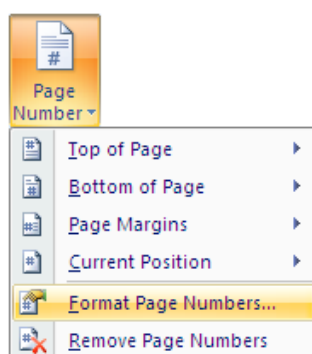 #
Page
Number
Top of Page
Bottom of Page
Page Margins
Current Position
Format Page Numbers...
Remove Page Numbers